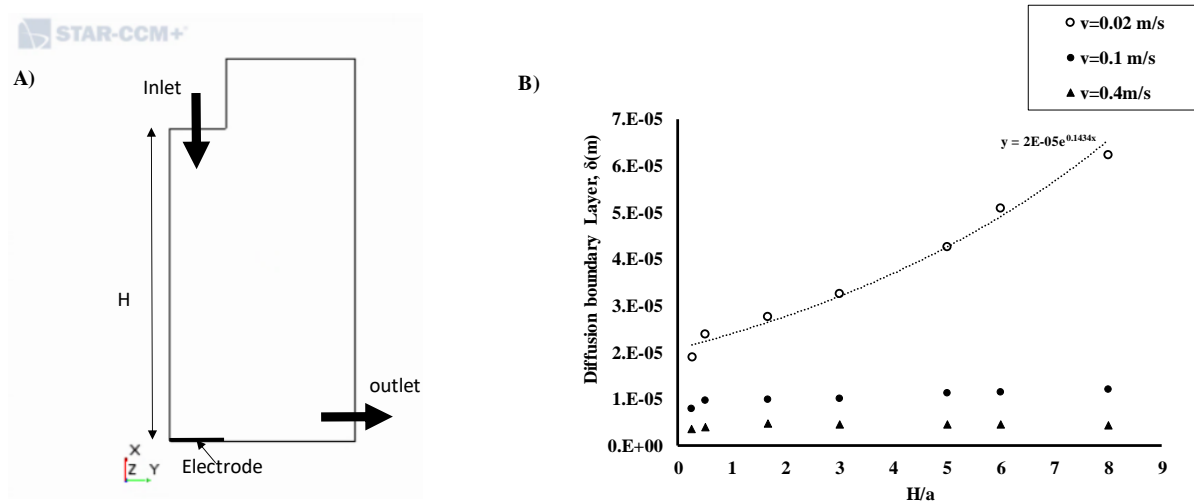 STAR-CCM+
A)
Inlet
H
outlet
Electrode
X
Z Y
B)
v=0.02 m/s
v=0.1 m/s
v=0.4m/s
7.E-05
6.E-05
5.E-05
4.E-05
3.E-05
2.E-05
1.E-05
0.E+00
Diffusion boundary Layer, δ(m)
y = 2E-05e^0.1434x
0 1 2 3 4 5 6 7 8 9
H/a